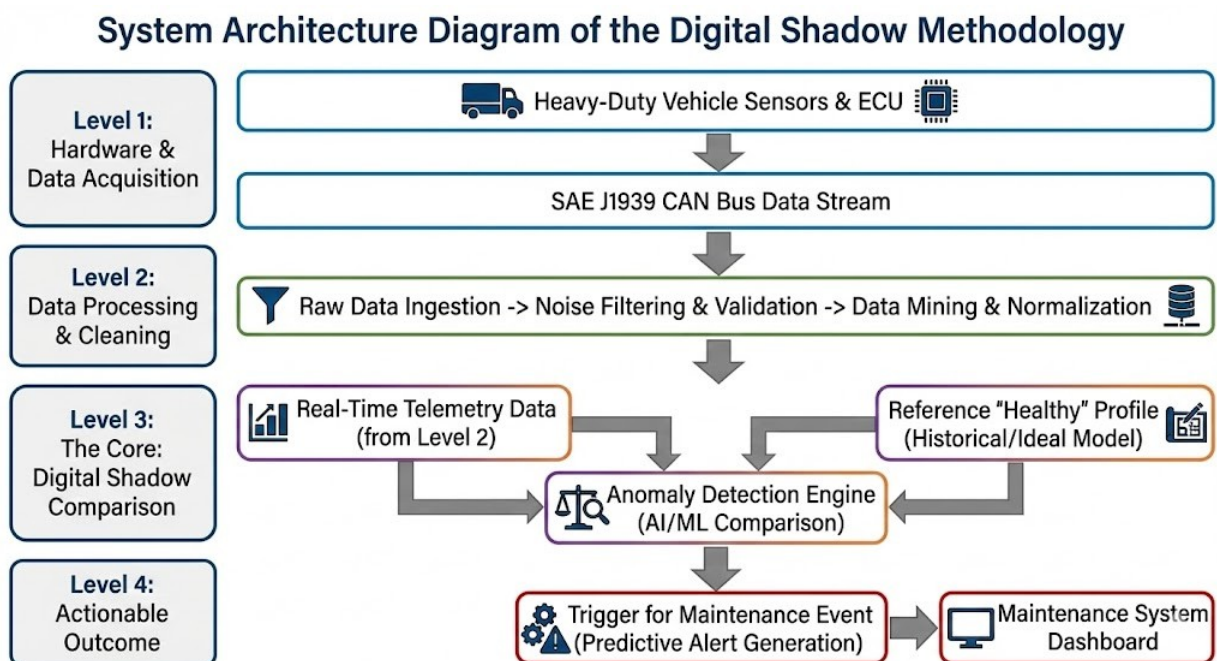 System Architecture Diagram of the Digital Shadow Methodology
Level 1:
Hardware &
Data Acquisition
Heavy-Duty Vehicle Sensors & ECU
SAE J1939 CAN Bus Data Stream
Level 2:
Data Processing
& Cleaning
Raw Data Ingestion -> Noise Filtering & Validation -> Data Mining & Normalization
Level 3:
The Core:
Digital Shadow
Comparison
Real-Time Telemetry Data
(from Level 2)
Reference “Healthy” Profile
(Historical/Ideal Model)
Anomaly Detection Engine
(AI/ML Comparison)
Level 4:
Actionable
Outcome
Trigger for Maintenance Event
(Predictive Alert Generation)
Maintenance System
Dashboard